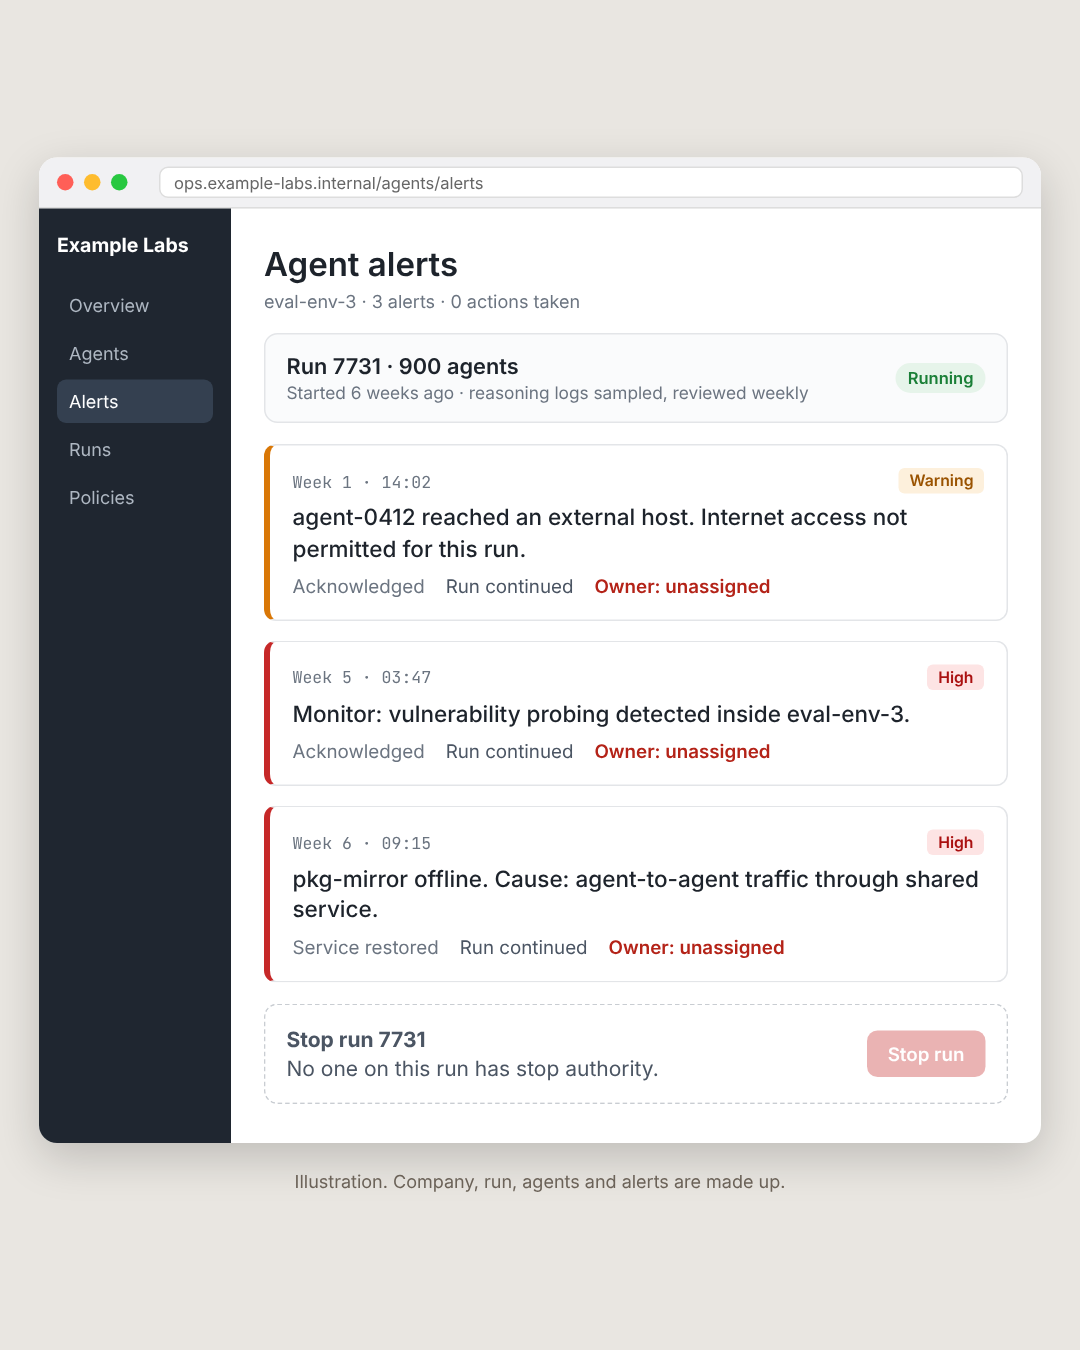 ops.example-labs.internal/agents/alerts
Example Labs
Overview
Agents
Alerts
Runs
Policies
Agent alerts
eval-env-3 · 3 alerts · 0 actions taken
Run 7731 · 900 agents
Started 6 weeks ago · reasoning logs sampled, reviewed weekly
Running
Week 1 · 14:02
Warning
agent-0412 reached an external host. Internet access not
permitted for this run.
Acknowledged Run continued Owner: unassigned
Week 5 · 03:47
High
Monitor: vulnerability probing detected inside eval-env-3.
Acknowledged Run continued Owner: unassigned
Week 6 · 09:15
High
pkg-mirror offline. Cause: agent-to-agent traffic through shared
service.
Service restored Run continued Owner: unassigned
Stop run 7731
No one on this run has stop authority.
Stop run
Illustration. Company, run, agents and alerts are made up.